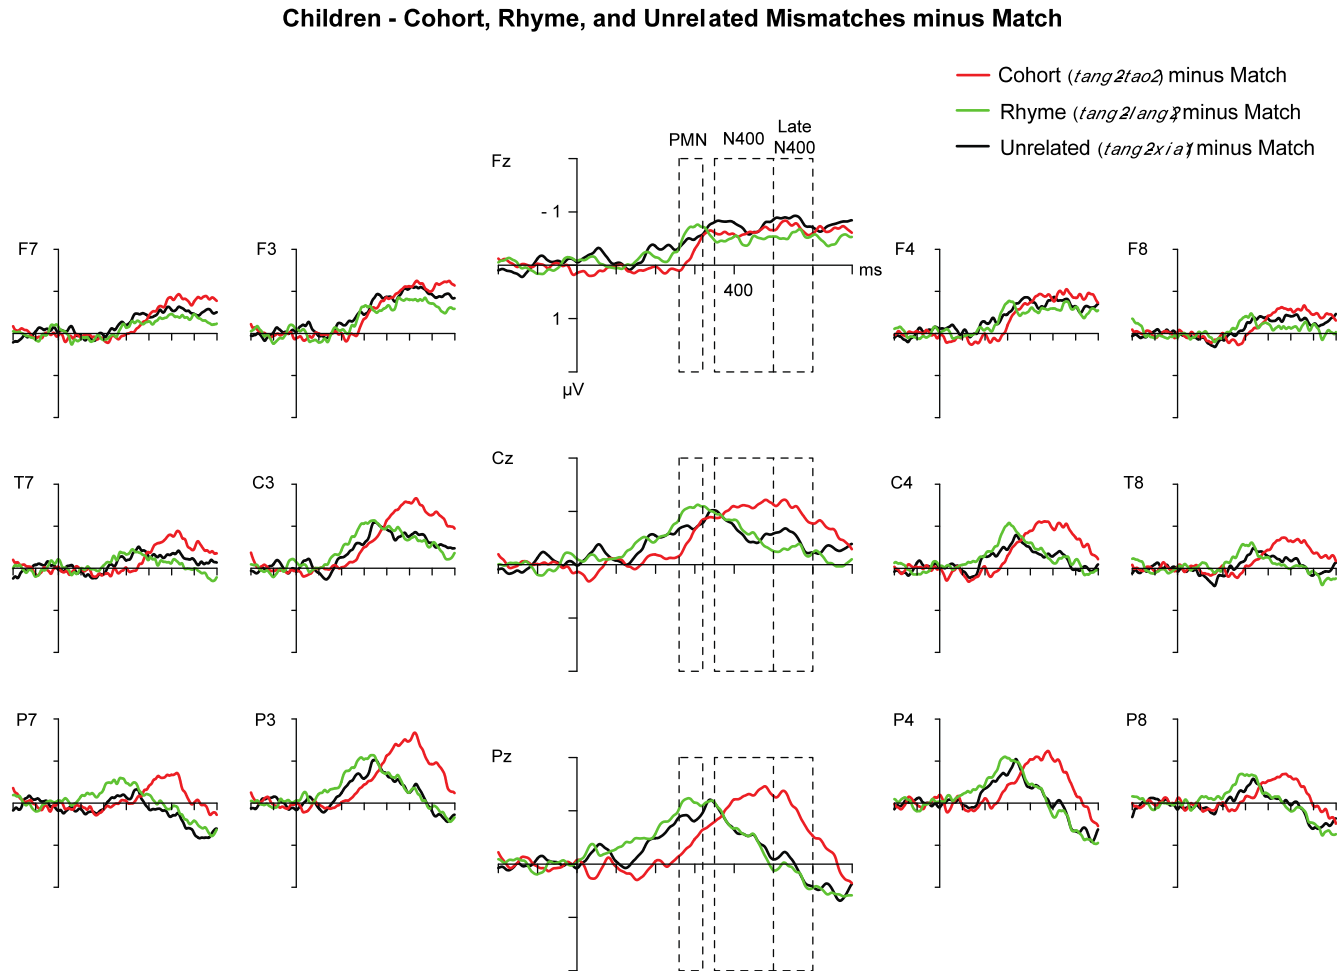 Children - Cohort, Rhyme, and Unrelated Mismatches minus Match
Cohort (tang2tao2) minus Match
Rhyme (tang2lang2) minus Match
Unrelated (tang2xia1) minus Match
PMN N400 Late N400
Fz
- 1
ms
400
1
µV
F7 F3 F4 F8
Cz
T7 C3 C4 T8
P7 P3 P4 P8
Pz